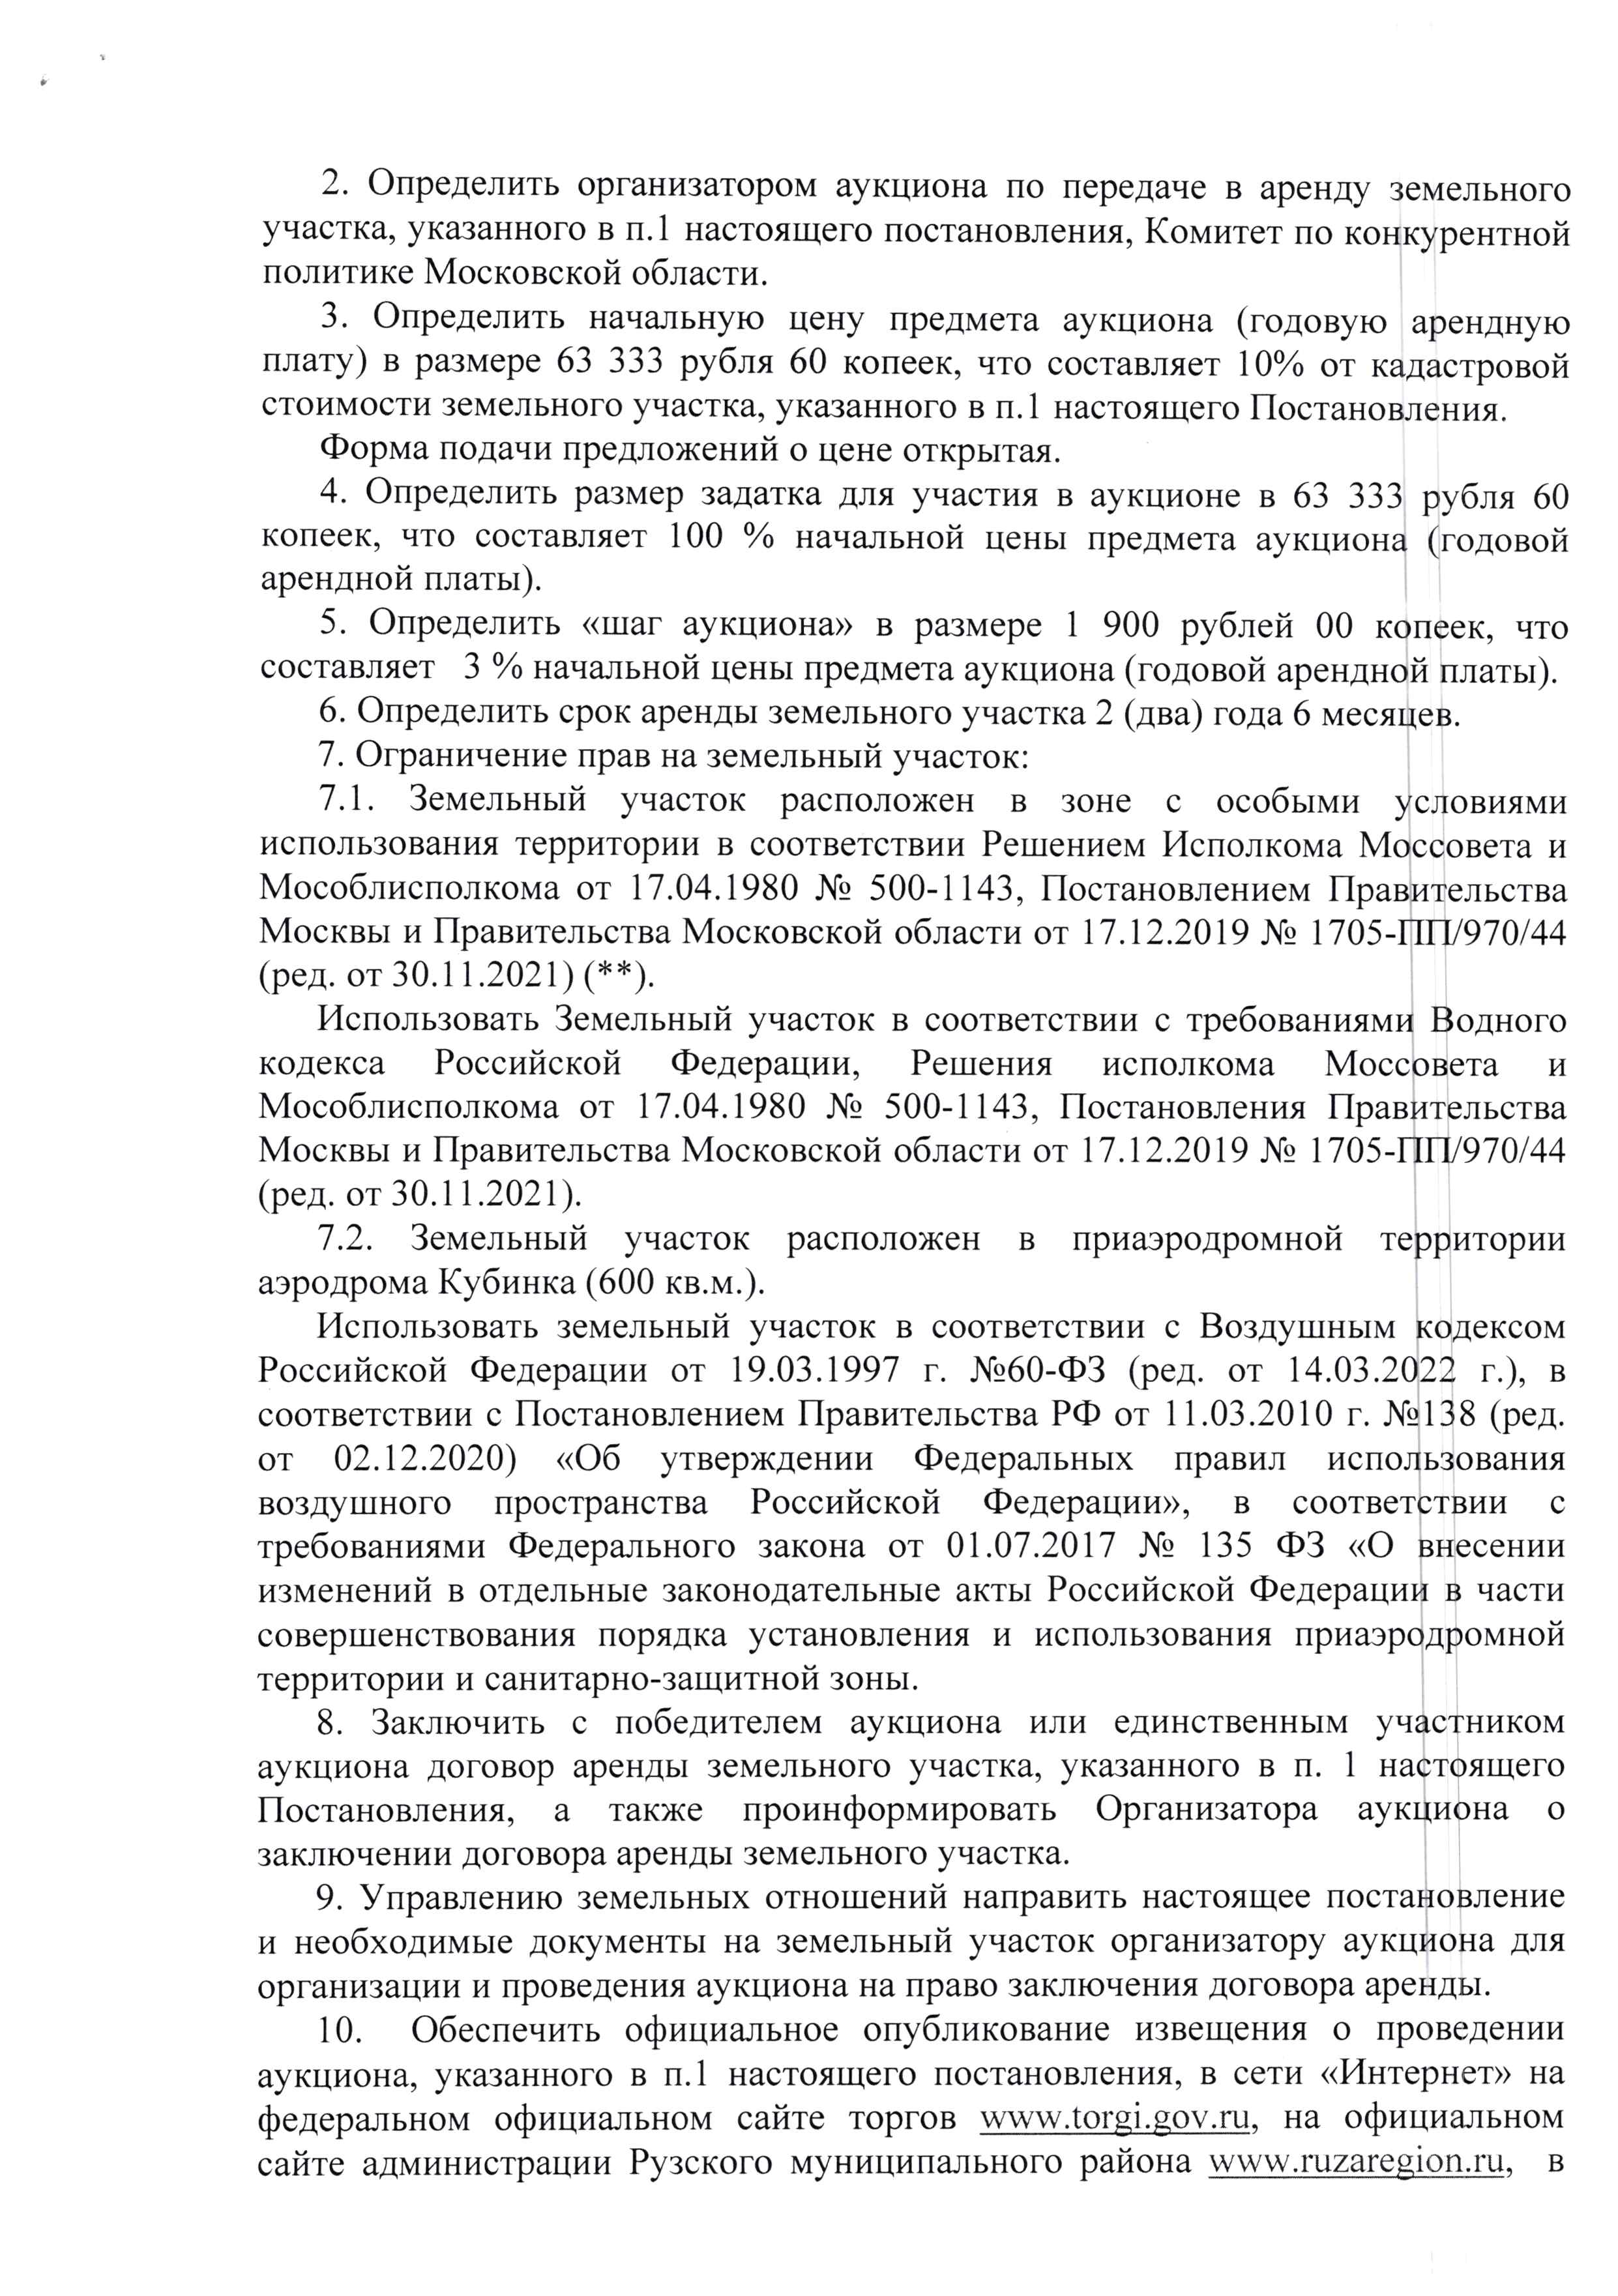 2. Определить организатором аукциона по передаче в аренду земельного
участка, указанного в п.1 настоящего постановления, Комитет по конкурентной
политике Московской области.
3. Определить начальную цену предмета аукциона (годовую арендную
плату) в размере 63 333 рубля 60 копеек, что составляет 10% от кадастровой
стоимости земельного участка, указанного в п.1 настоящего Постановления.
Форма подачи предложений о цене открытая.
4. Определить размер задатка для участия в аукционе в 63 333 рубля 60
копеек, что составляет 100 % начальной цены предмета аукциона (годовой
арендной платы).
5. Определить «шаг аукциона» в размере 1 900 рублей 00 копеек, что
составляет 3 % начальной цены предмета аукциона (годовой арендной платы).
6. Определить срок аренды земельного участка 2 (два) года 6 месяцев.
7. Ограничение прав на земельный участок:
7.1. Земельный участок расположен в зоне с особыми условиями
использования территории в соответствии Решением Исполкома Моссовета и
Мособлисполкома от 17.04.1980 № 500-1143, Постановлением Правительства
Москвы и Правительства Московской области от 17.12.2019 № 1705-ПП/970/44
(ред. от 30.11.2021) (**).
Использовать Земельный участок в соответствии с требованиями Водного
кодекса Российской Федерации, Решения исполкома Моссовета и
Мособлисполкома от 17.04.1980 № 500-1143, Постановления Правительства
Москвы и Правительства Московской области от 17.12.2019 № 1705-ПП/970/44
(ред. от 30.11.2021).
7.2. Земельный участок расположен в приаэродромной территории
аэродрома Кубинка (600 кв.м.).
Использовать земельный участок в соответствии с Воздушным кодексом
Российской Федерации от 19.03.1997 г. №60-ФЗ (ред. от 14.03.2022 г.), в
соответствии с Постановлением Правительства РФ от 11.03.2010 г. №138 (ред.
от 02.12.2020) «Об утверждении Федеральных правил использования
воздушного пространства Российской Федерации», в соответствии с
требованиями Федерального закона от 01.07.2017 № 135 ФЗ «О внесении
изменений в отдельные законодательные акты Российской Федерации в части
совершенствования порядка установления и использования приаэродромной
территории и санитарно-защитной зоны.
8. Заключить с победителем аукциона или единственным участником
аукциона договор аренды земельного участка, указанного в п. 1 настоящего
Постановления, а также проинформировать Организатора аукциона о
заключении договора аренды земельного участка.
9. Управлению земельных отношений направить настоящее постановление
и необходимые документы на земельный участок организатору аукциона для
организации и проведения аукциона на право заключения договора аренды.
10. Обеспечить официальное опубликование извещения о проведении
аукциона, указанного в п.1 настоящего постановления, в сети «Интернет» на
федеральном официальном сайте торгов www.torgi.gov.ru, на официальном
сайте администрации Рузского муниципального района www.ruzaregion.ru, в